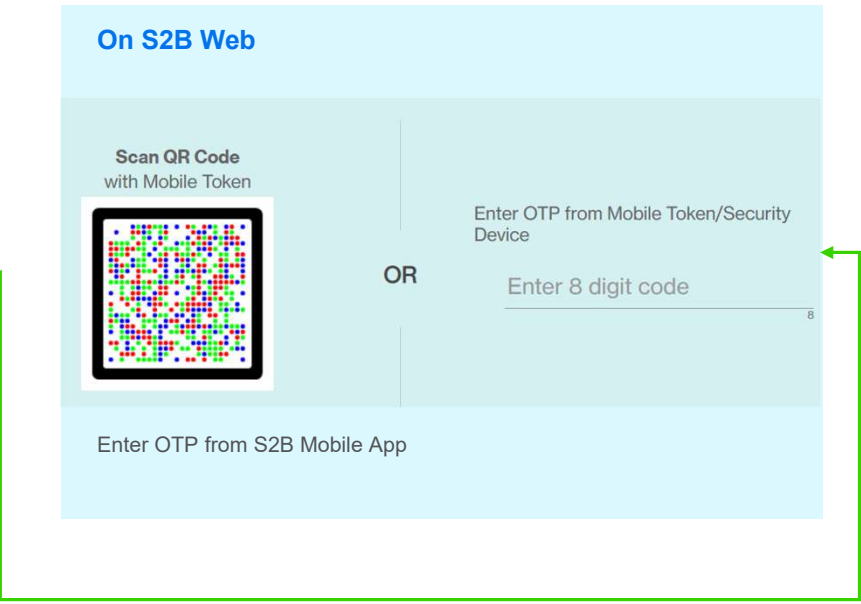 On S2B Web
Scan QR Code
with Mobile Token
OR
Enter OTP from Mobile Token/Security
Device
Enter 8 digit code
8
Enter OTP from S2B Mobile App